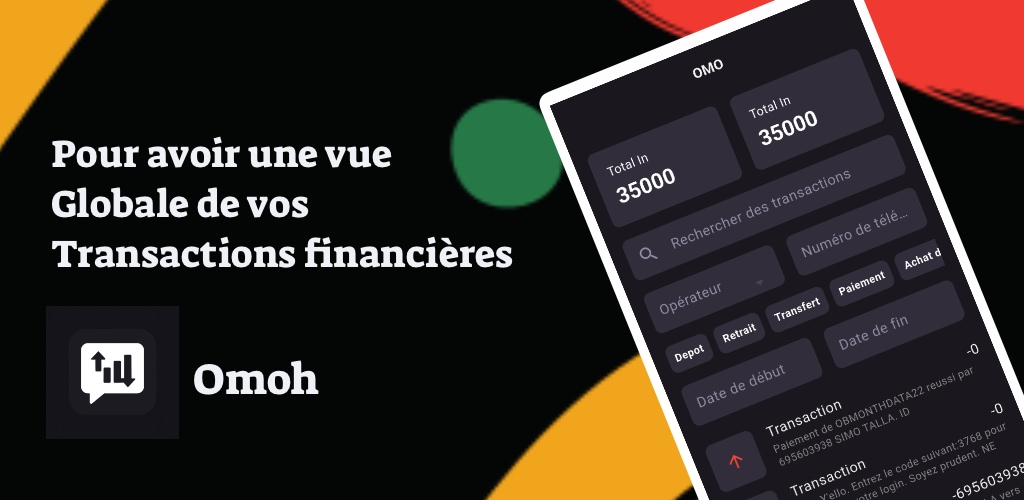 Pour avoir une vue
Globale de vos
Transactions financières
Omoh
OMO
Total In
35000
Total In
35000
Rechercher des transactions
Opérateur
Numéro de télé...
Depot
Retrait
Transfert
Paiement
Achat d
Date de début
Date de fin
-0
Transaction
Paiement de OBMONTHDATA22 reussi par
695603938 SIMO TALLA. ID
-0
Transaction
Y'ello. Entrez le code suivant:3768 pour
votre login. Soyez prudent. NE
-695603938
A vers